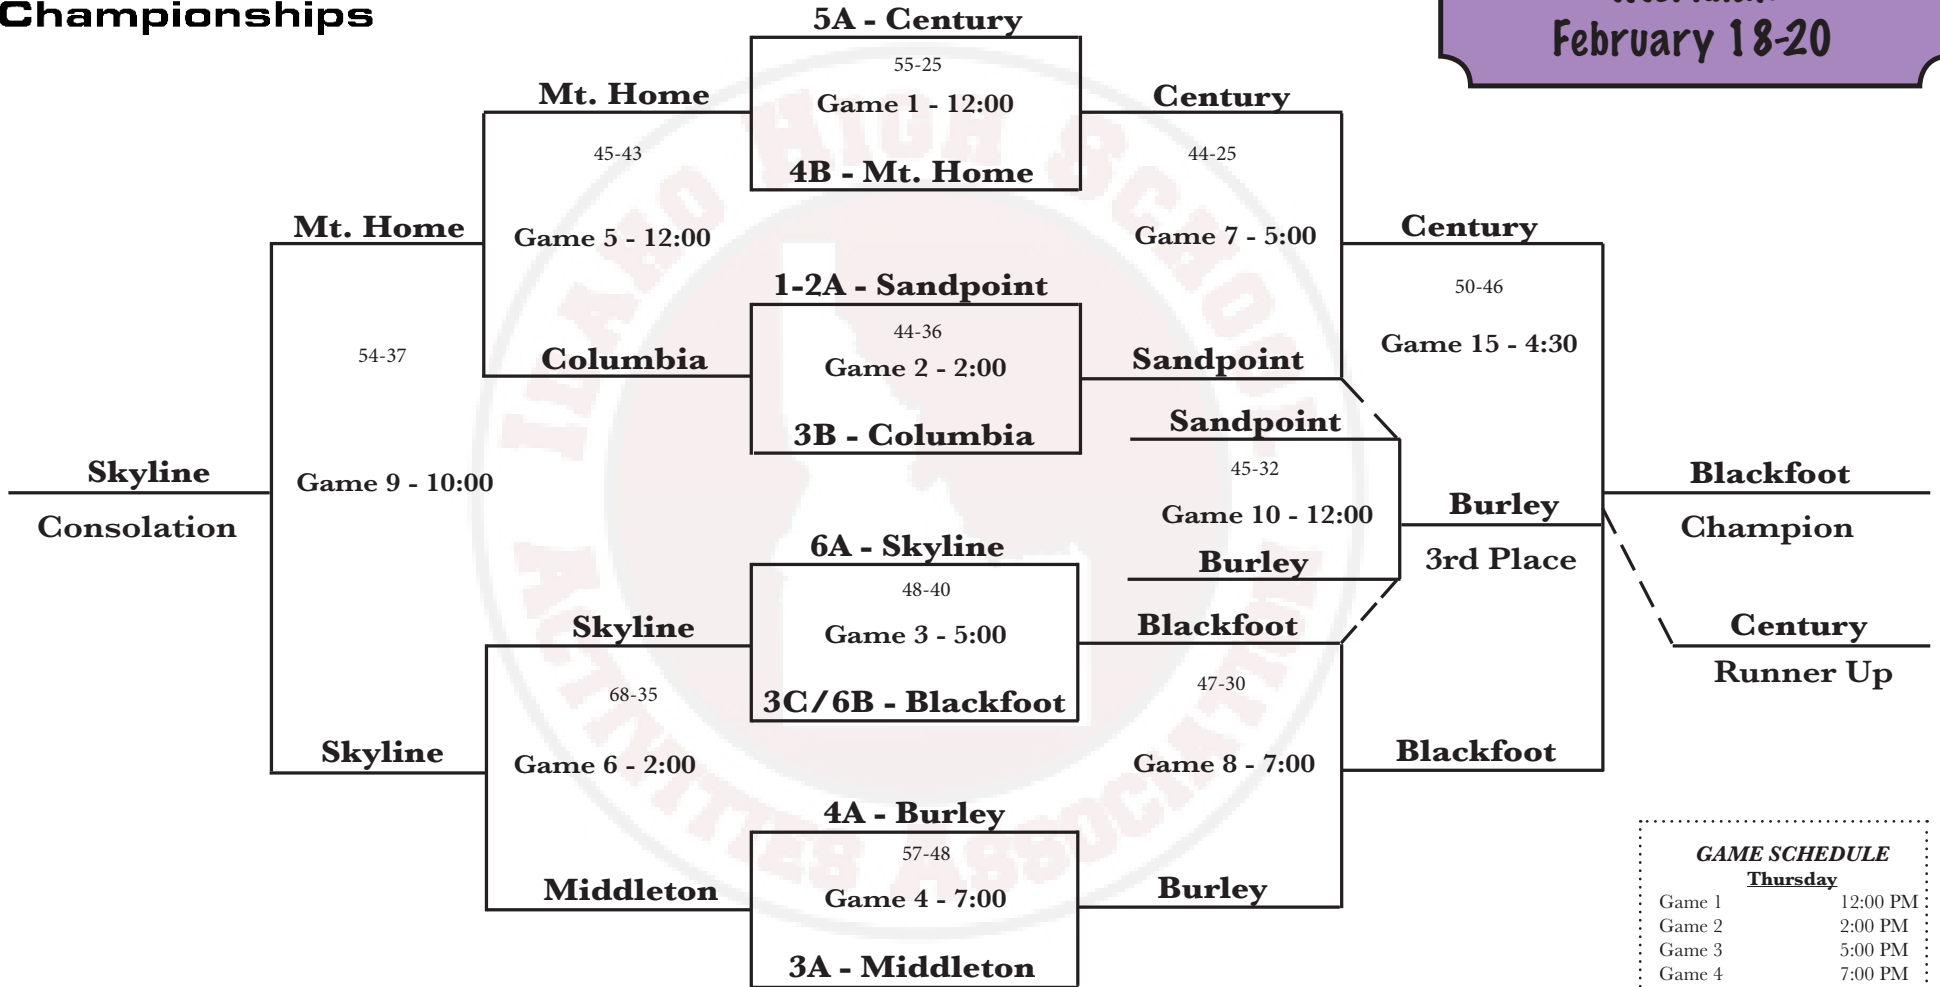 Championships
February 18-20
5A - Century
55-25
Game 1 - 12:00
4B - Mt. Home
Mt. Home
45-43
Game 5 - 12:00
Century
44-25
Game 7 - 5:00
Mt. Home
Century
50-46
Game 15 - 4:30
1-2A - Sandpoint
44-36
Game 2 - 2:00
3B - Columbia
54-37
Columbia
Sandpoint
Sandpoint
45-32
Game 10 - 12:00
Burley
Skyline
Consolation
Game 9 - 10:00
Burley
3rd Place
Blackfoot
Champion
6A - Skyline
48-40
Game 3 - 5:00
3C/6B - Blackfoot
Skyline
68-35
Game 6 - 2:00
Blackfoot
47-30
Game 8 - 7:00
Century
Runner Up
Skyline
Blackfoot
4A - Burley
57-48
Game 4 - 7:00
3A - Middleton
Middleton
Burley
GAME SCHEDULE
Thursday
Game 1 12:00 PM
Game 2 2:00 PM
Game 3 5:00 PM
Game 4 7:00 PM
IDAHO HIGH SCHOOL
ACTIVITIES ASSOCIATION